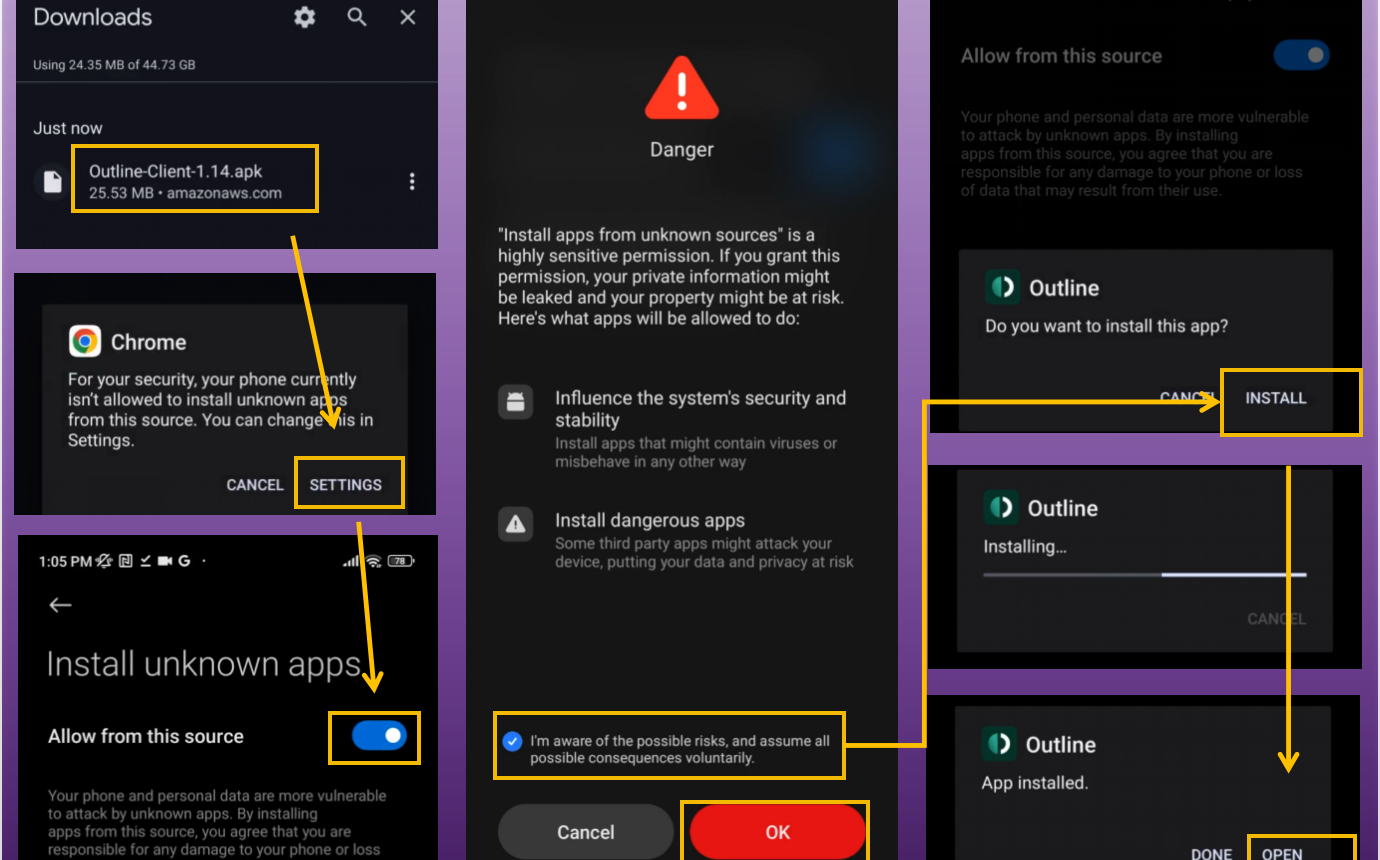 Downloads
Using 24.35 MB of 44.73 GB
Just now
Outline-Client-1.14.apk
25.53 MB • amazonaws.com
Chrome
For your security, your phone currently
isn't allowed to install unknown apps
from this source. You can change this in
Settings.
CANCEL SETTINGS
1:05 PM
78
Install unknown apps
Allow from this source
Your phone and personal data are more vulnerable
to attack by unknown apps. By installing
apps from this source, you agree that you are
responsible for any damage to your phone or loss
Danger
"Install apps from unknown sources" is a
highly sensitive permission. If you grant this
permission, your private information might
be leaked and your property might be at risk.
Here's what apps will be allowed to do:
Influence the system's security and
stability
Install apps that might contain viruses or
misbehave in any other way
Install dangerous apps
Some third party apps might attack your
device, putting your data and privacy at risk
I'm aware of the possible risks, and assume all
possible consequences voluntarily.
Cancel OK
Allow from this source
Your phone and personal data are more vulnerable
to attack by unknown apps. By installing
apps from this source, you agree that you are
responsible for any damage to your phone or loss
of data that may result from their use.
Outline
Do you want to install this app?
CANCEL INSTALL
Outline
Installing...
CANCEL
Outline
App installed.
DONE OPEN